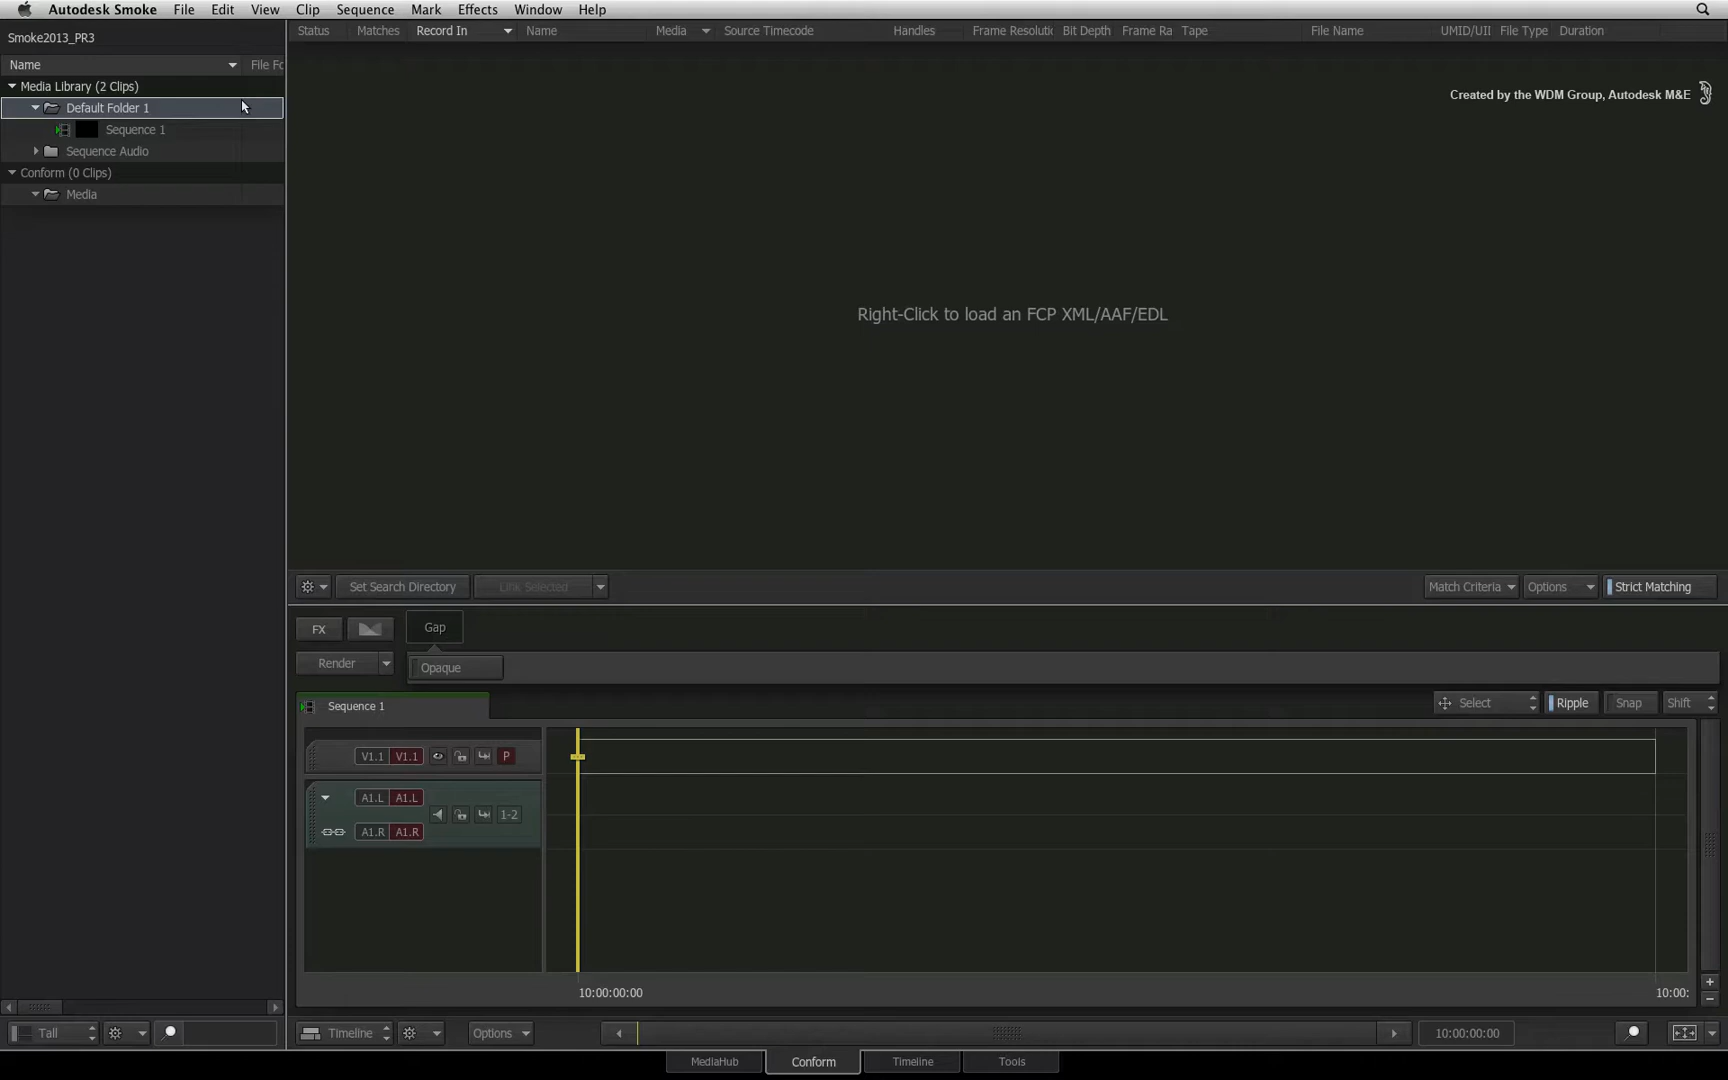 Autodesk Smoke File Edit View Clip Sequence Mark Effects Window Help
Smoke2013_PR3
Status Matches Record In Name Media Source Timecode Handles Frame Resoluti Bit Depth Frame Ra Tape File Name UMID/UII File Type Duration
Name File Fo
Media Library (2 Clips)
Default Folder 1
Sequence 1
Sequence Audio
Conform (0 Clips)
Media
Created by the WDM Group, Autodesk M&E
Right-Click to load an FCP XML/AAF/EDL
Set Search Directory Link Selected Match Criteria Options Strict Matching
FX Gap
Render Opaque
Sequence 1 Select Ripple Snap Shift
V1.1 V1.1 P
A1.L A1.L
1-2
A1.R A1.R
10:00:00:00 10:00:
Tall Timeline Options 10:00:00:00
MediaHub Conform Timeline Tools